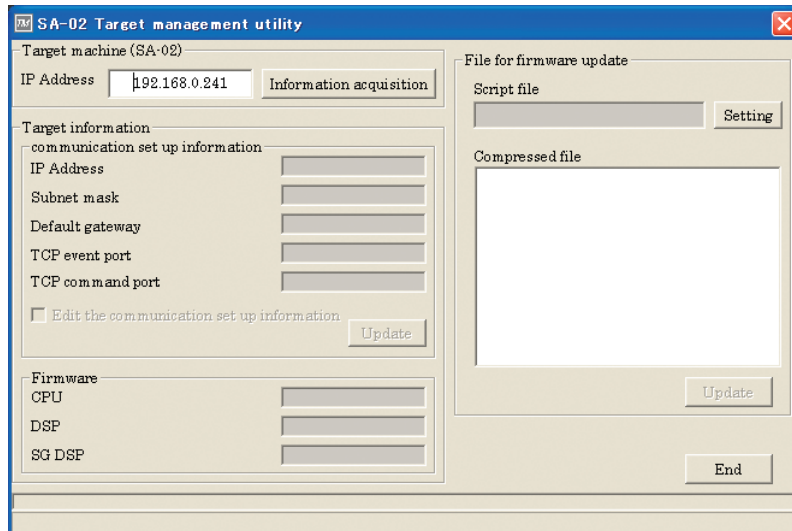 TM SA-02 Target management utility
Target machine (SA-02)
IP Address 192.168.0.241 Information acquisition
Target information
communication set up information
IP Address
Subnet mask
Default gateway
TCP event port
TCP command port
Edit the communication set up information
Update
Firmware
CPU
DSP
SG DSP
File for firmware update
Script file
Setting
Compressed file
Update
End